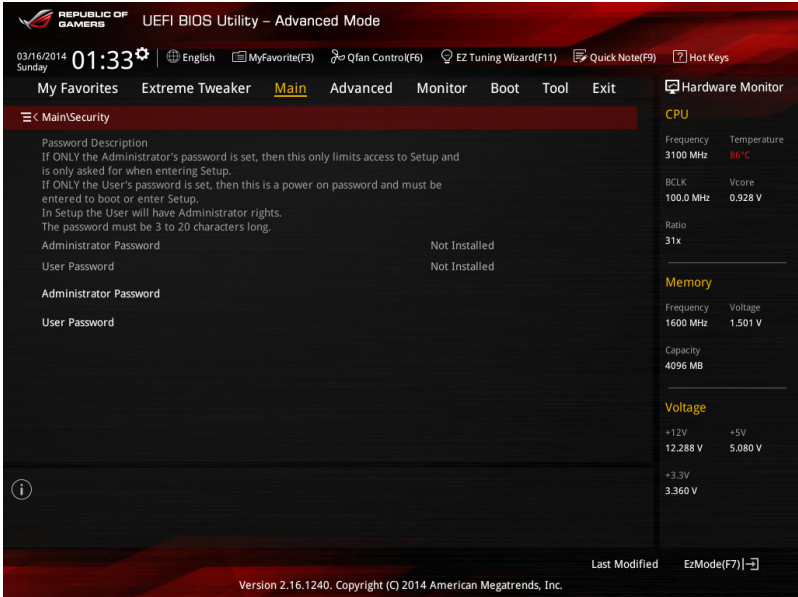 REPUBLIC OF
GAMERS
UEFI BIOS Utility – Advanced Mode
03/16/2014
Sunday
01:33
English
MyFavorite(F3)
Qfan Control(F6)
EZ Tuning Wizard(F11)
Quick Note(F9)
? Hot Keys
My Favorites
Extreme Tweaker
Main
Advanced
Monitor
Boot
Tool
Exit
Main\Security
Password Description
If ONLY the Administrator's password is set, then this only limits access to Setup and
is only asked for when entering Setup.
If ONLY the User's password is set, then this is a power on password and must be
entered to boot or enter Setup.
In Setup the User will have Administrator rights.
The password must be 3 to 20 characters long.
Administrator Password Not Installed
User Password Not Installed
Administrator Password
User Password
Hardware Monitor
CPU
Frequency Temperature
3100 MHz 86°C
BCLK Vcore
100.0 MHz 0.928 V
Ratio
31x
Memory
Frequency Voltage
1600 MHz 1.501 V
Capacity
4096 MB
Voltage
+12V +5V
12.288 V 5.080 V
+3.3V
3.360 V
i
Last Modified
EzMode(F7)
Version 2.16.1240. Copyright (C) 2014 American Megatrends, Inc.